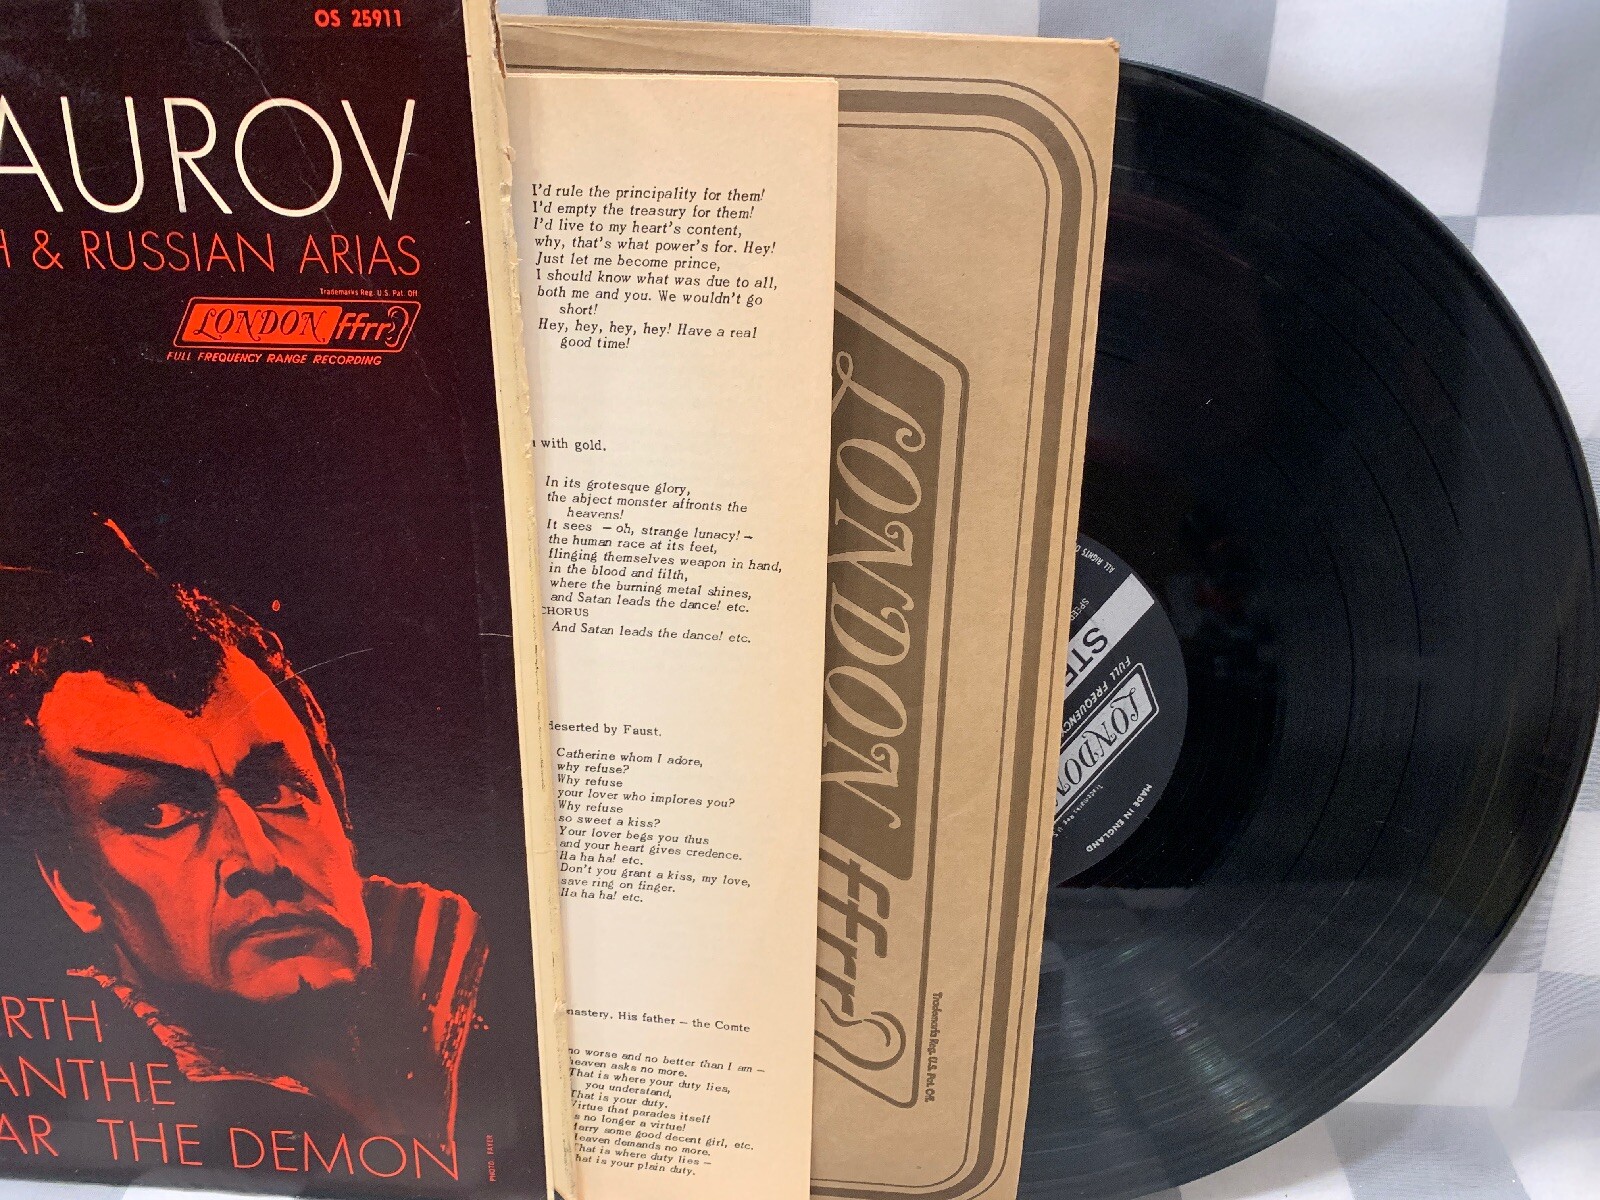 OS 25911
AUROV
& RUSSIAN ARIAS
Trademarks Reg. U.S. Pat. Off
LONDON ffrr
FULL FREQUENCY RANGE RECORDING
RTH
ANTHE
AR THE DEMON
PHOTO: FAYER
I'd rule the principality for them!
I'd empty the treasury for them!
I'd live to my heart's content,
why, that's what power's for. Hey!
Just let me become prince,
I should know what was due to all,
both me and you. We wouldn't go
short!
Hey, hey, hey, hey! Have a real
good time!
with gold.
In its grotesque glory,
the abject monster affronts the
heavens!
It sees – oh, strange lunacy! –
the human race at its feet,
flinging themselves weapon in hand,
in the blood and filth,
where the burning metal shines,
and Satan leads the dance! etc.
CHORUS
And Satan leads the dance! etc.
deserted by Faust.
Catherine whom I adore,
why refuse?
Why refuse
your lover who implores you?
Why refuse
so sweet a kiss?
Your lover begs you thus
and your heart gives credence.
Ha ha ha! etc.
Don't you grant a kiss, my love,
save ring on finger.
Ha ha ha! etc.
nastery. His father – the Comte
no worse and no better than I am –
heaven asks no more.
That is where your duty lies,
you understand,
That is your duty.
Virtue that parades itself
s no longer a virtue!
Marry some good decent girl, etc.
Heaven demands no more.
That is where duty lies –
that is your plain duty.
LONDON ffrr
Trademarks Reg. U.S. Pat. Off.
ALL RIGHTS O
SPEED
STE
FULL FREQUENCY
LONDON
Trademarks Reg. U.S.
MADE IN ENGLAND